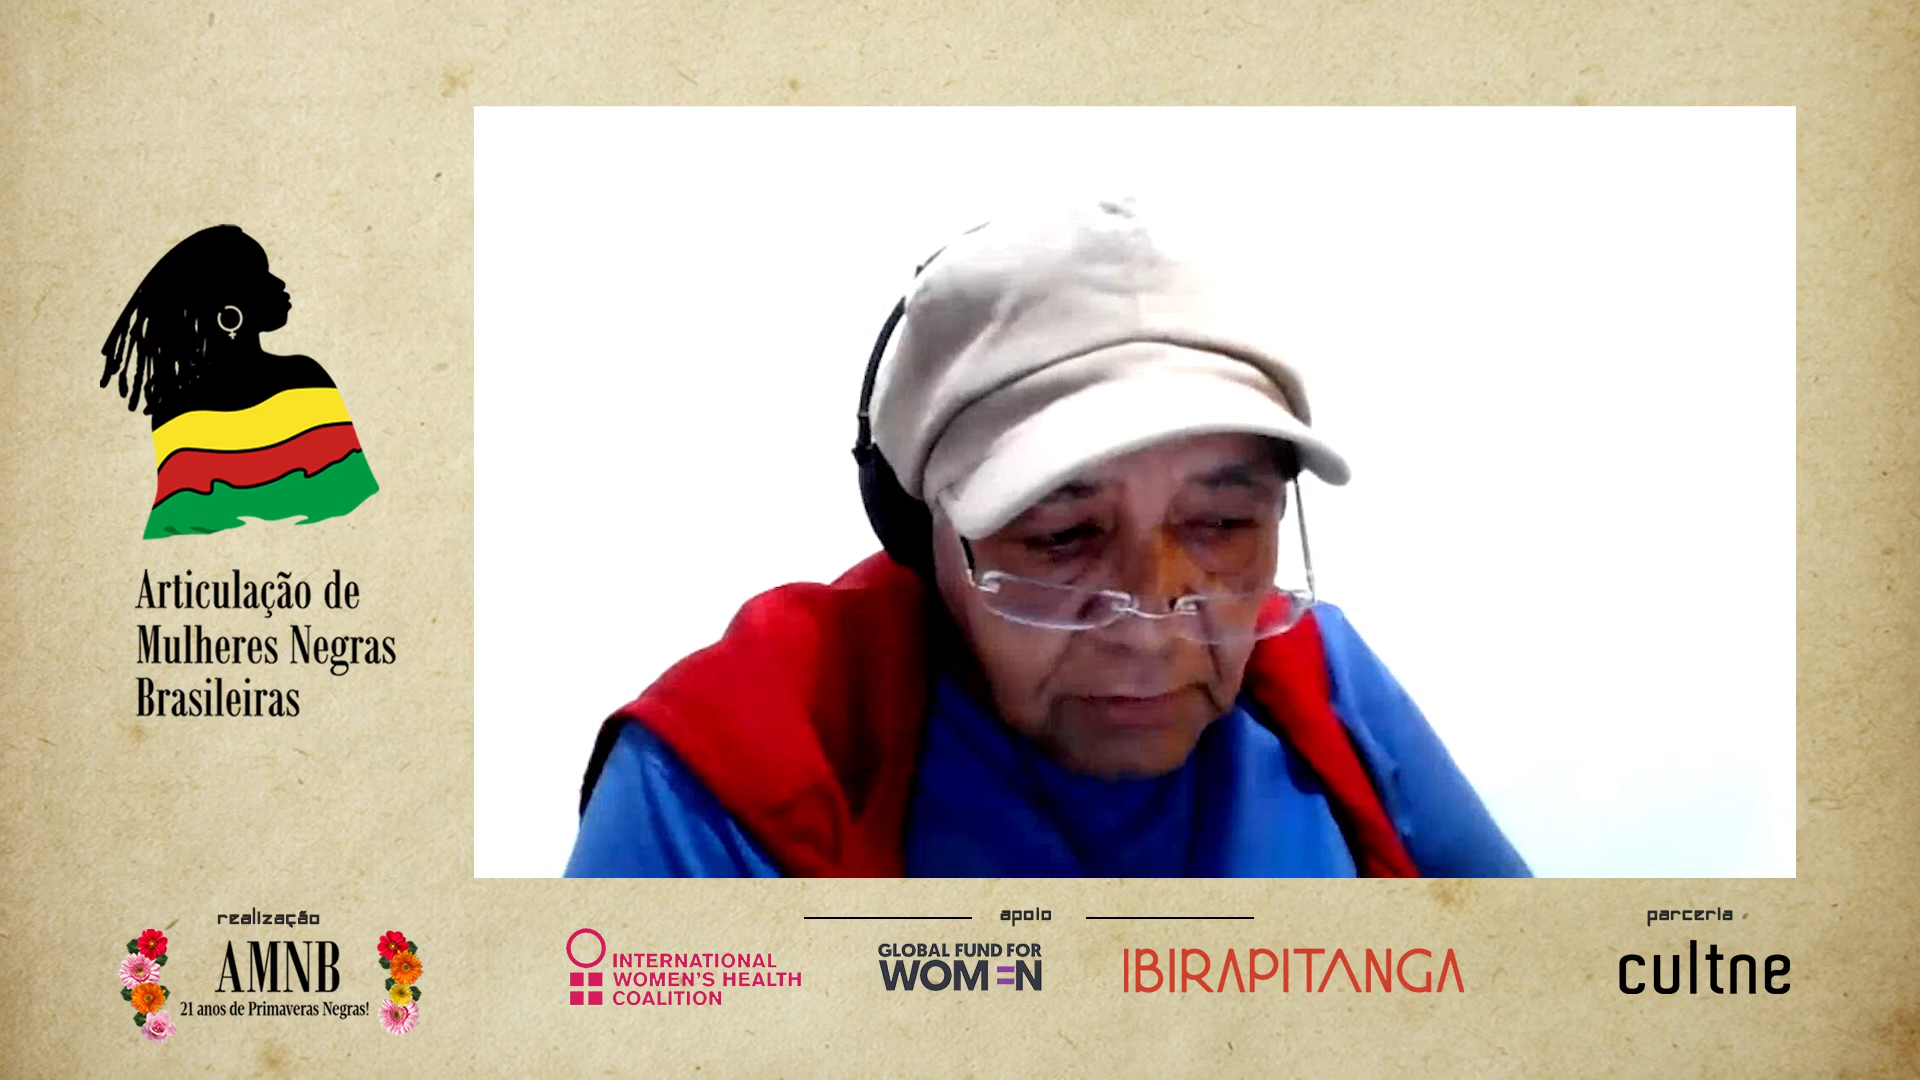 Articulação de
Mulheres Negras
Brasileiras
realização
AMNB
21 anos de Primaveras Negras!
apoio
INTERNATIONAL
WOMEN'S HEALTH
COALITION
GLOBAL FUND FOR
WOMEN
IBIRAPITANGA
parceria
cultne